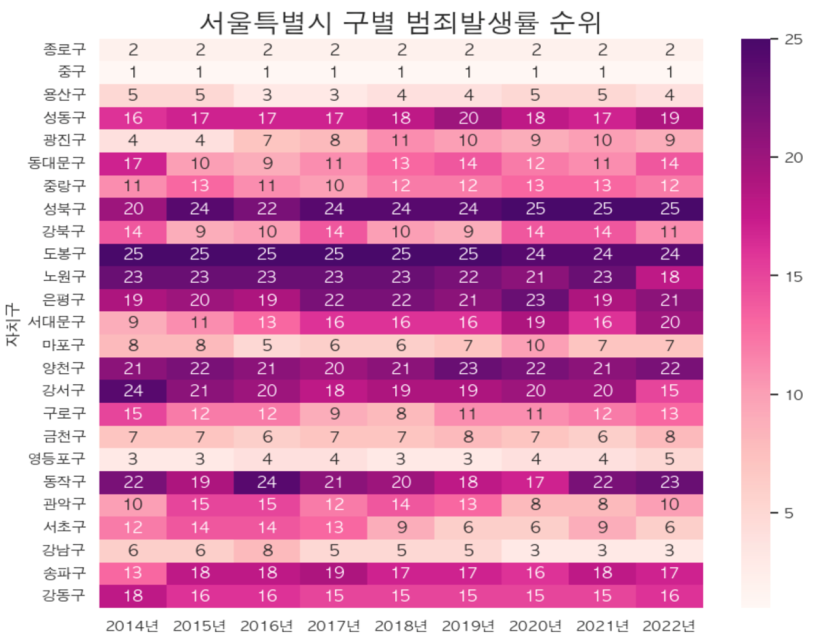 서울특별시 구별 범죄발생률 순위
자치구
종로구 2 2 2 2 2 2 2 2 2
중구 1 1 1 1 1 1 1 1 1
용산구 5 5 3 3 4 4 5 5 4
성동구 16 17 17 17 18 20 18 17 19
광진구 4 4 7 8 11 10 9 10 9
동대문구 17 10 9 11 13 14 12 11 14
중랑구 11 13 11 10 12 12 13 13 12
성북구 20 24 22 24 24 24 25 25 25
강북구 14 9 10 14 10 9 14 14 11
도봉구 25 25 25 25 25 25 24 24 24
노원구 23 23 23 23 23 22 21 23 18
은평구 19 20 19 22 22 21 23 19 21
서대문구 9 11 13 16 16 16 19 16 20
마포구 8 8 5 6 6 7 10 7 7
양천구 21 22 21 20 21 23 22 21 22
강서구 24 21 20 18 19 19 20 20 15
구로구 15 12 12 9 8 11 11 12 13
금천구 7 7 6 7 7 8 7 6 8
영등포구 3 3 4 4 3 3 4 4 5
동작구 22 19 24 21 20 18 17 22 23
관악구 10 15 15 12 14 13 8 8 10
서초구 12 14 14 13 9 6 6 9 6
강남구 6 6 8 5 5 5 3 3 3
송파구 13 18 18 19 17 17 16 18 17
강동구 18 16 16 15 15 15 15 15 16
2014년 2015년 2016년 2017년 2018년 2019년 2020년 2021년 2022년
25
20
15
10
5